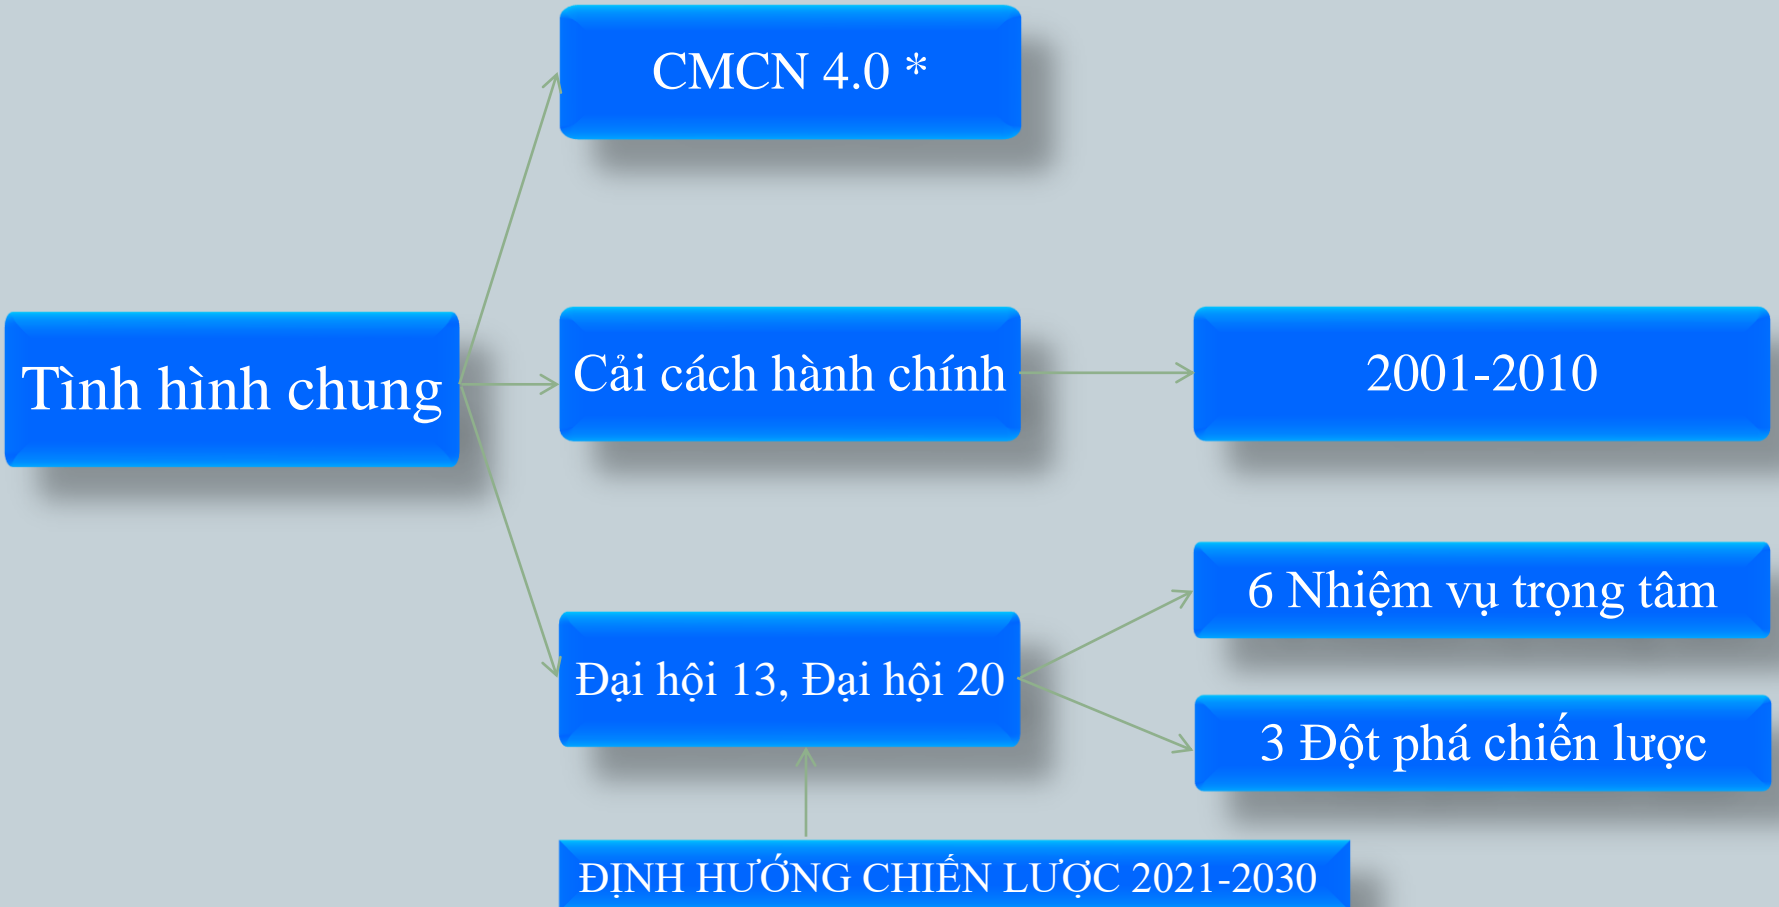 CMCN 4.0 *
Tình hình chung
Cải cách hành chính
2001-2010
Đại hội 13, Đại hội 20
6 Nhiệm vụ trọng tâm
3 Đột phá chiến lược
ĐỊNH HƯỚNG CHIẾN LƯỢC 2021-2030